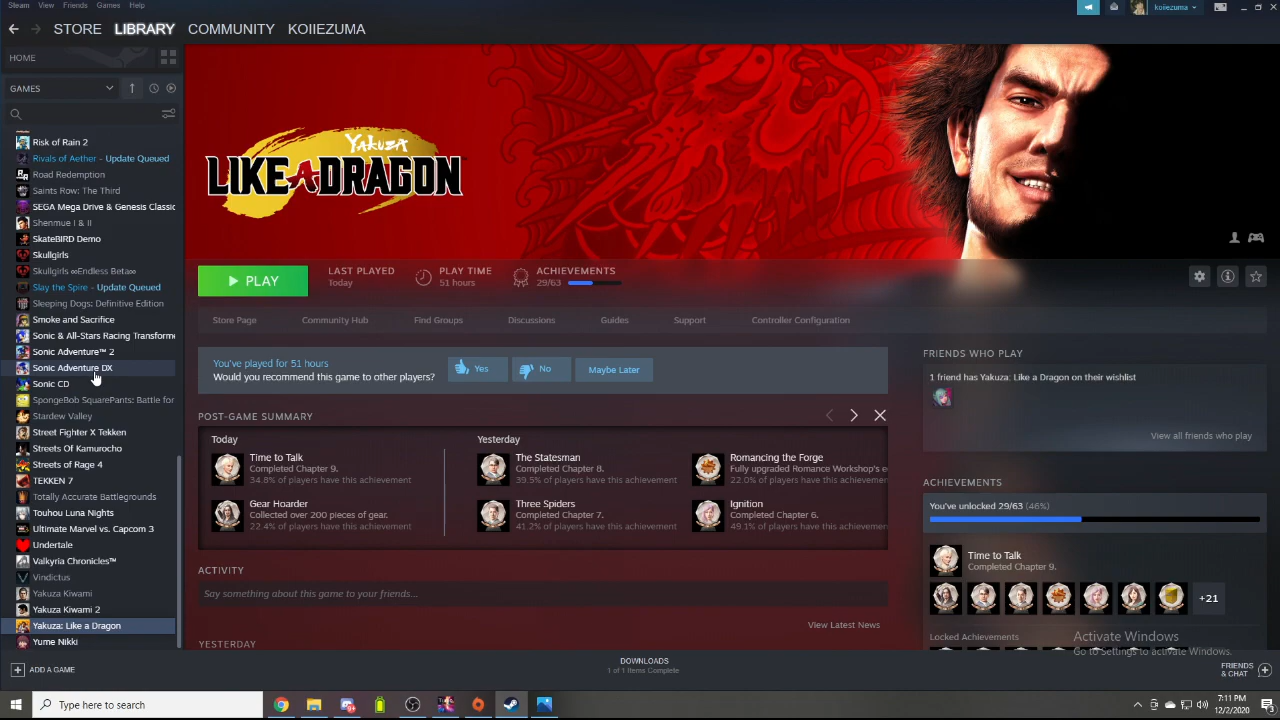 Steam View Friends Games Help
koiiezuma
STORE LIBRARY COMMUNITY KOIIEZUMA
HOME
GAMES
Risk of Rain 2
Rivals of Aether - Update Queued
Road Redemption
Saints Row: The Third
SEGA Mega Drive & Genesis Classic
Shenmue I & II
SkateBIRD Demo
Skullgirls
Skullgirls ∞Endless Beta∞
Slay the Spire - Update Queued
Sleeping Dogs: Definitive Edition
Smoke and Sacrifice
Sonic & All-Stars Racing Transforme
Sonic Adventure™ 2
Sonic Adventure DX
Sonic CD
SpongeBob SquarePants: Battle for
Stardew Valley
Street Fighter X Tekken
Streets Of Kamurocho
Streets of Rage 4
TEKKEN 7
Totally Accurate Battlegrounds
Touhou Luna Nights
Ultimate Marvel vs. Capcom 3
Undertale
Valkyria Chronicles™
Vindictus
Yakuza Kiwami
Yakuza Kiwami 2
Yakuza: Like a Dragon
Yume Nikki
ADD A GAME
Yakuza
LIKE A DRAGON
PLAY
LAST PLAYED
Today
PLAY TIME
51 hours
ACHIEVEMENTS
29/63
Store Page Community Hub Find Groups Discussions Guides Support Controller Configuration
You've played for 51 hours
Would you recommend this game to other players?
Yes No Maybe Later
POST-GAME SUMMARY
Today
Time to Talk
Completed Chapter 9.
34.8% of players have this achievement
Gear Hoarder
Collected over 200 pieces of gear.
22.4% of players have this achievement
Yesterday
The Statesman
Completed Chapter 8.
39.5% of players have this achievement
Three Spiders
Completed Chapter 7.
41.2% of players have this achievement
Romancing the Forge
Fully upgraded Romance Workshop's e
22.0% of players have this achievement
Ignition
Completed Chapter 6.
49.1% of players have this achievement
ACTIVITY
Say something about this game to your friends...
View Latest News
YESTERDAY
FRIENDS WHO PLAY
1 friend has Yakuza: Like a Dragon on their wishlist
View all friends who play
ACHIEVEMENTS
You've unlocked 29/63 (46%)
Time to Talk
Completed Chapter 9.
+21
Locked Achievements
Activate Windows
Go to Settings to activate Windows.
DOWNLOADS
1 of 1 Items Complete
FRIENDS
& CHAT
Type here to search
7:11 PM
12/2/2020